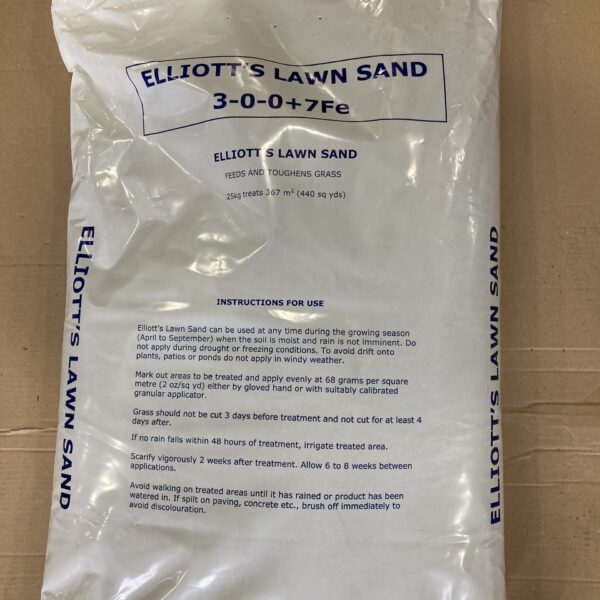 ELLIOTT'S LAWN SAND
3-0-0+7Fe
ELLIOTT'S LAWN SAND
FEEDS AND TOUGHENS GRASS
25kg treats 367 m² (440 sq yds)
INSTRUCTIONS FOR USE
Elliott's Lawn Sand can be used at any time during the growing season
(April to September) when the soil is moist and rain is not imminent. Do
not apply during drought or freezing conditions. To avoid drift onto
plants, patios or ponds do not apply in windy weather.
Mark out areas to be treated and apply evenly at 68 grams per square
metre (2 oz/sq yd) either by gloved hand or with suitably calibrated
granular applicator.
Grass should not be cut 3 days before treatment and not cut for at least 4
days after.
If no rain falls within 48 hours of treatment, irrigate treated area.
Scarify vigorously 2 weeks after treatment. Allow 6 to 8 weeks between
applications.
Avoid walking on treated areas until it has rained or product has been
watered in. If spilt on paving, concrete etc., brush off immediately to
avoid discolouration.
ELLIOTT'S LAWN SAND
ELLIOTT'S LAWN SAND